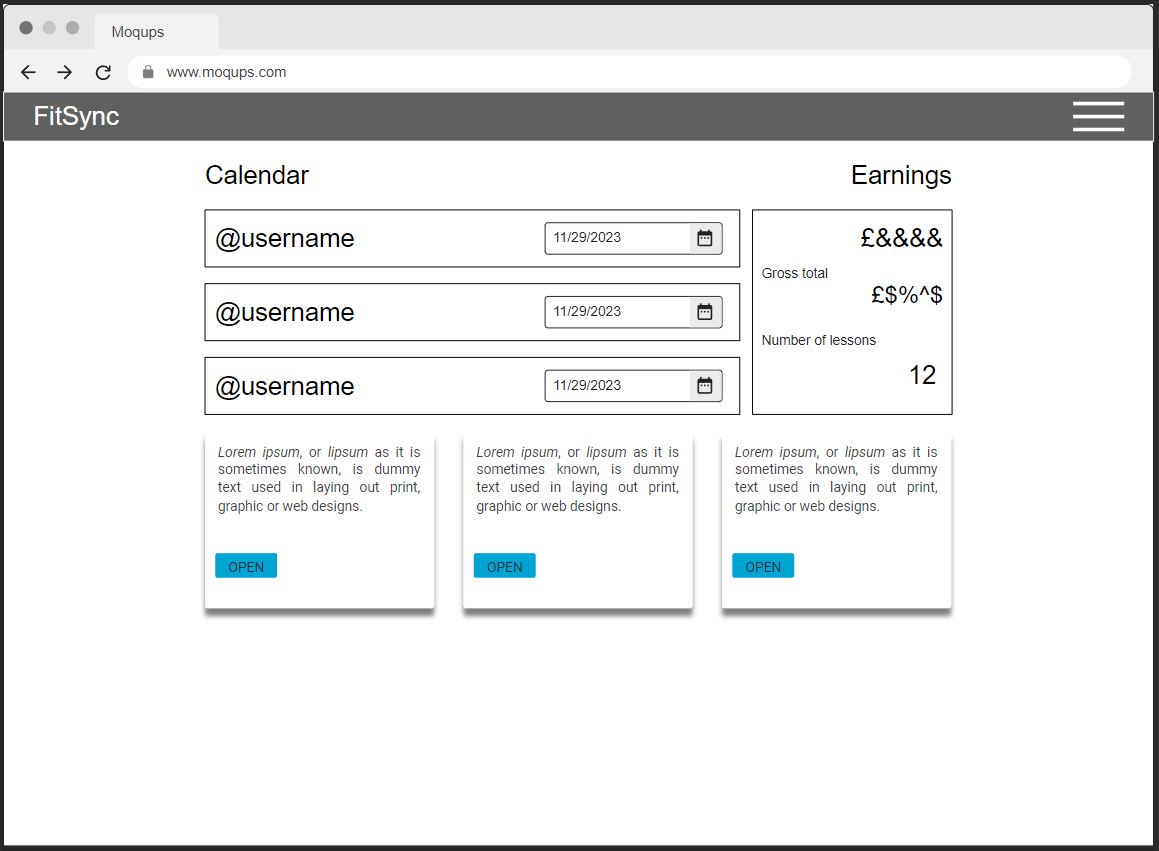 Moqups
www.moqups.com
FitSync
Calendar
Earnings
@username
11/29/2023
@username
11/29/2023
@username
11/29/2023
£&&&&
Gross total
£$%^$
Number of lessons
12
Lorem ipsum, or lipsum as it is
sometimes known, is dummy
text used in laying out print,
graphic or web designs.
OPEN
Lorem ipsum, or lipsum as it is
sometimes known, is dummy
text used in laying out print,
graphic or web designs.
OPEN
Lorem ipsum, or lipsum as it is
sometimes known, is dummy
text used in laying out print,
graphic or web designs.
OPEN